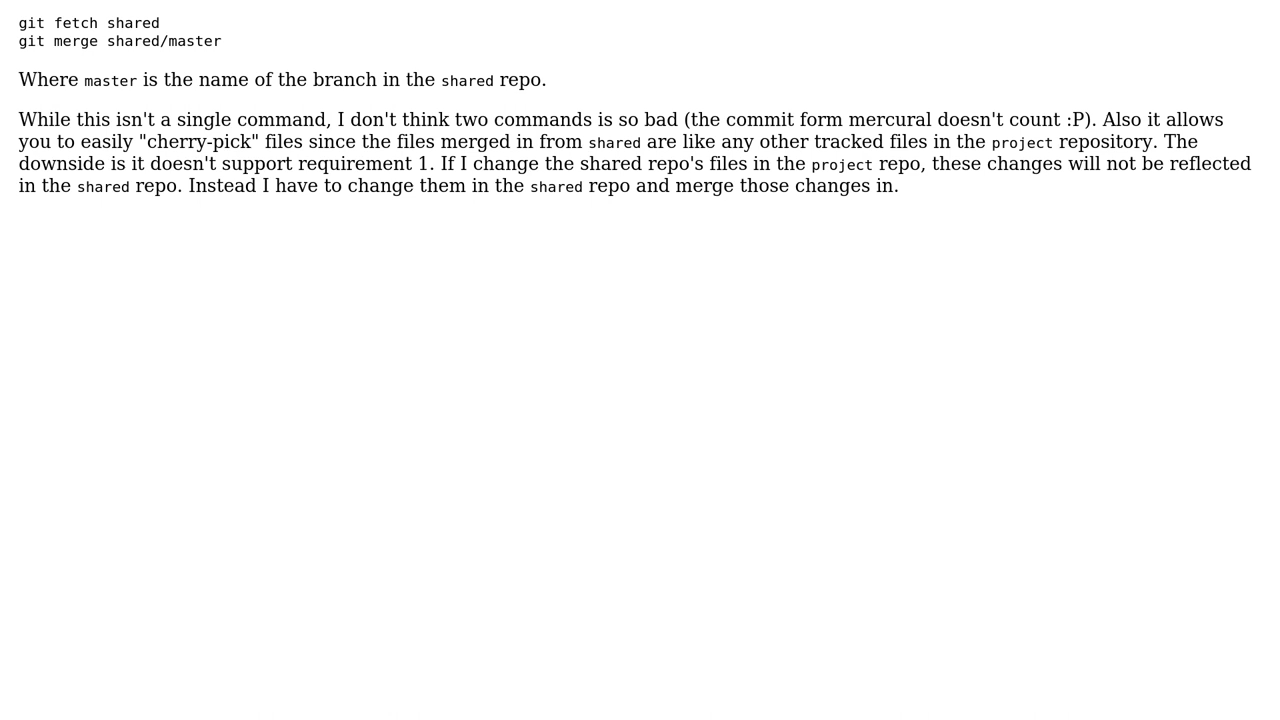 git fetch shared
git merge shared/master
Where master is the name of the branch in the shared repo.
While this isn't a single command, I don't think two commands is so bad (the commit form mercural doesn't count :P). Also it allows
you to easily "cherry-pick" files since the files merged in from shared are like any other tracked files in the project repository. The
downside is it doesn't support requirement 1. If I change the shared repo's files in the project repo, these changes will not be reflected
in the shared repo. Instead I have to change them in the shared repo and merge those changes in.